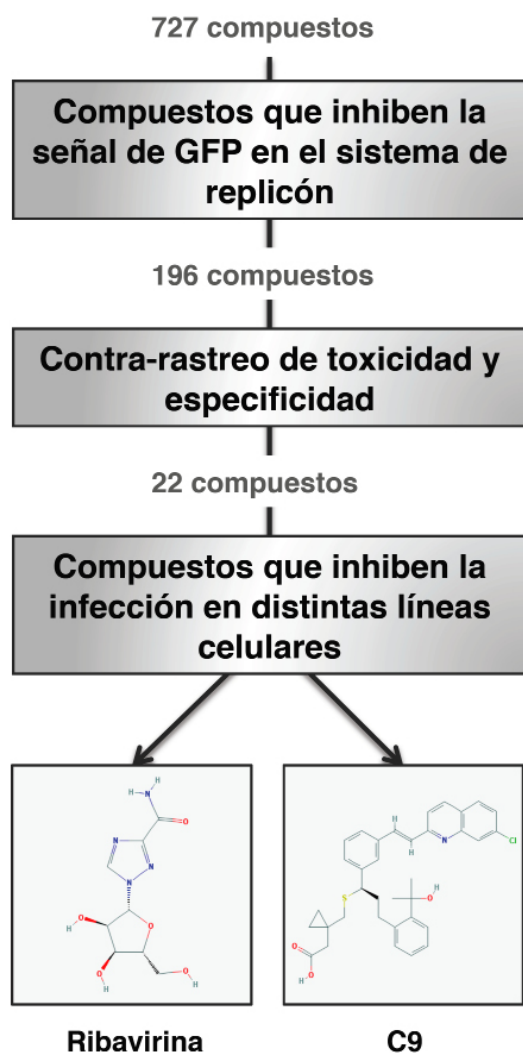 727 compuestos
Compuestos que inhiben la
señal de GFP en el sistema de
replicón
196 compuestos
Contra-rastreo de toxicidad y
especificidad
22 compuestos
Compuestos que inhiben la
infección en distintas líneas
celulares
H
N H
N O
N
N
H O O
O H O H
H
H
N Cl
H
S O H
O
O
H
Ribavirina C9